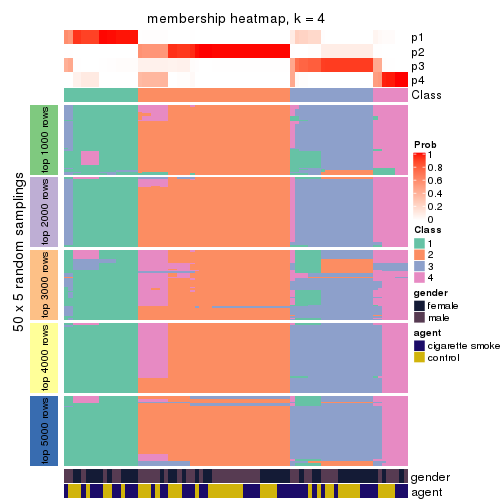 membership heatmap, k = 4
p1
p2
p3
p4
Class
50 x 5 random samplings
top 1000 rows
top 2000 rows
top 3000 rows
top 4000 rows
top 5000 rows
gender
agent
Prob
1
0.8
0.6
0.4
0.2
0
Class
1
2
3
4
gender
female
male
agent
cigarette smoke
control